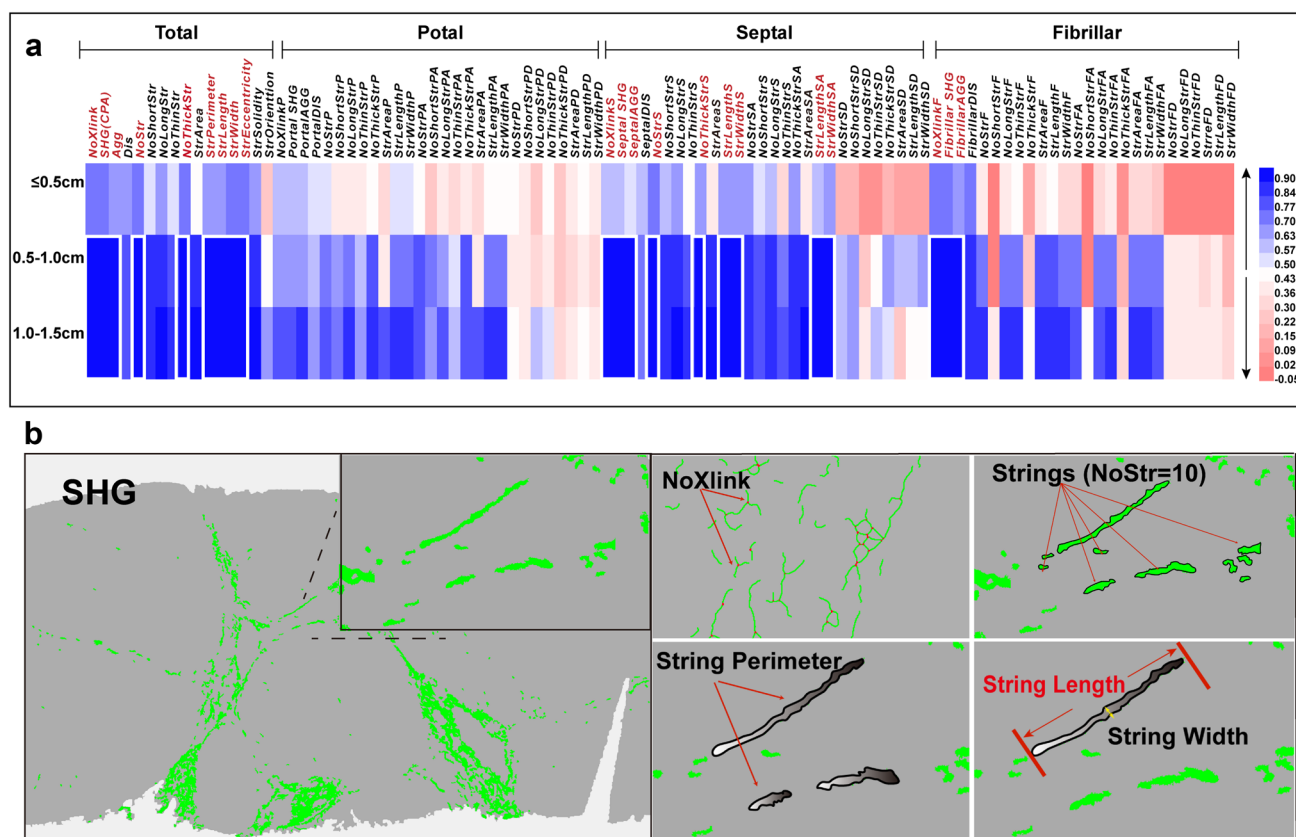 a
Total Potal Septal Fibrillar
NoXlink
SHG(CPA)
Agg
Dis
NoStr
NoShortStr
NoLongStr
NoThinStr
NoThickStr
StrArea
StrPerimeter
StrLength
StrWidth
StrEccentricity
StrSolidity
StrOriention
NoXlinkP
Portal SHG
PortalAGG
PortalDIS
NoStrP
NoShortStrP
NoLongStrP
NoThinStrP
NoThickStrP
StrAreaP
StrLengthP
StrWidthP
NoStrPA
NoShortStrPA
NoLongStrPA
NoThinStrPA
NoThickStrPA
StrAreaPA
StrLengthPA
StrWidthPA
NoStrPD
NoShortStrPD
NoLongStrPD
NoThinStrPD
NoThickStrPD
StrAreaPD
StrLengthPD
StrWidthPD
NoXlinkS
Septal SHG
SeptalAGG
SeptalDIS
NoStrS
NoShortStrS
NoLongStrS
NoThinStrS
NoThickStrS
StrAreaS
StrLengthS
StrWidthS
NoStrSA
NoShortStrS
NoLongStrS
NoThinStrS
NoThickStrSA
StrAreaSA
StrLengthSA
StrWidthSA
NoStrSD
NoShortStrSD
NoLongStrSD
NoThinStrSD
NoThickStrSD
StrAreaSD
StrLengthSD
StrWidthSD
NoXlinkF
Fibrillar SHG
FibrillarAGG
FibrillarDIS
NoStrF
NoShortStrF
NoLongStrF
NoThinStrF
NoThickStrF
StrAreaF
StrLengthF
StrWidthF
NoStrFA
NoShortStrFA
NoLongStrFA
NoThinStrFA
NoThickStrFA
StrAreaFA
StrLengthFA
StrWidthFA
NoStrFD
NoLongStrFD
NoThinStrFD
StrreFD
StrLengthFD
StrWidthFD
≤0.5cm
0.5-1.0cm
1.0-1.5cm
0.90
0.84
0.77
0.70
0.63
0.57
0.50
0.43
0.36
0.29
0.22
0.15
0.09
0.02
-0.05
b
SHG
NoXlink
Strings (NoStr=10)
String Perimeter
String Length
String Width